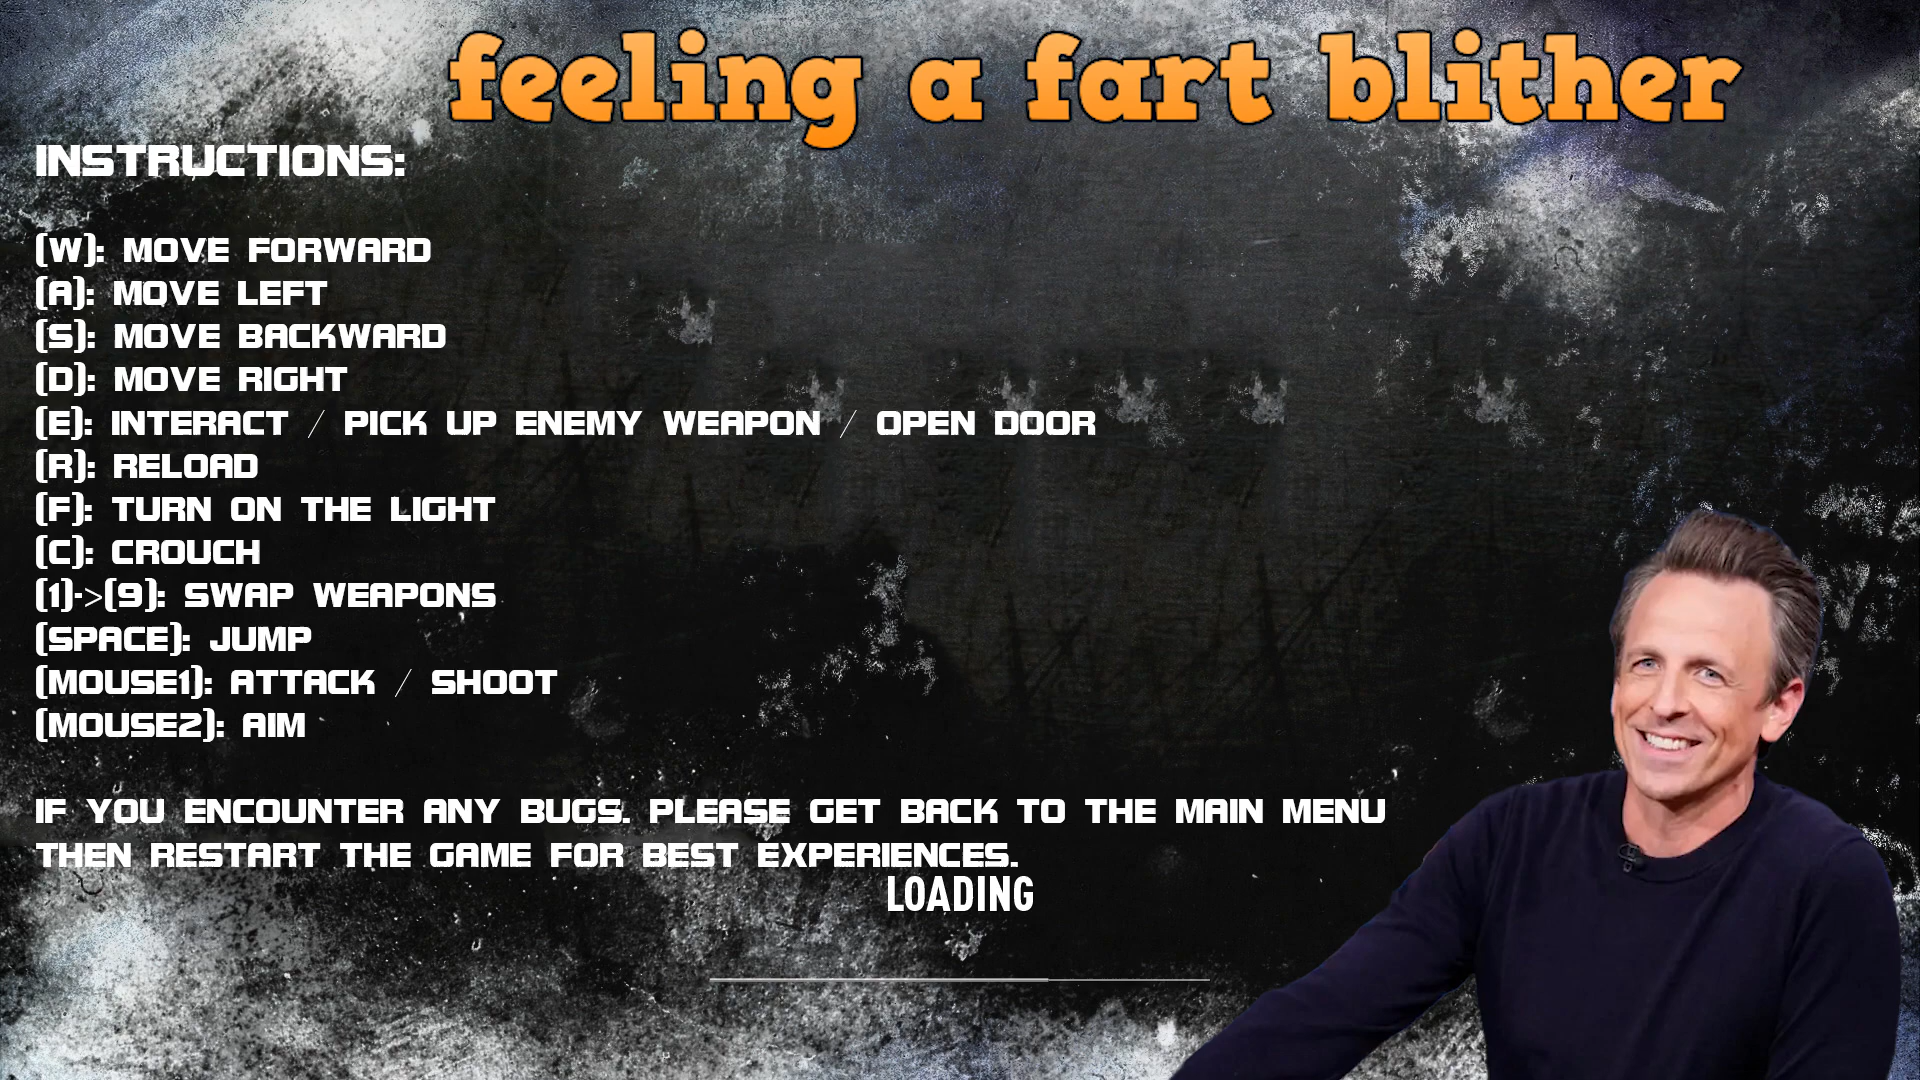 feeling a fart blither
INSTRUCTIONS:
(W): MOVE FORWARD
(A): MOVE LEFT
(S): MOVE BACKWARD
(D): MOVE RIGHT
(E): INTERACT / PICK UP ENEMY WEAPON / OPEN DOOR
(R): RELOAD
(F): TURN ON THE LIGHT
(C): CROUCH
(1)->(9): SWAP WEAPONS
(SPACE): JUMP
(MOUSE1): ATTACK / SHOOT
(MOUSE2): AIM
IF YOU ENCOUNTER ANY BUGS. PLEASE GET BACK TO THE MAIN MENU
THEN RESTART THE GAME FOR BEST EXPERIENCES.
LOADING